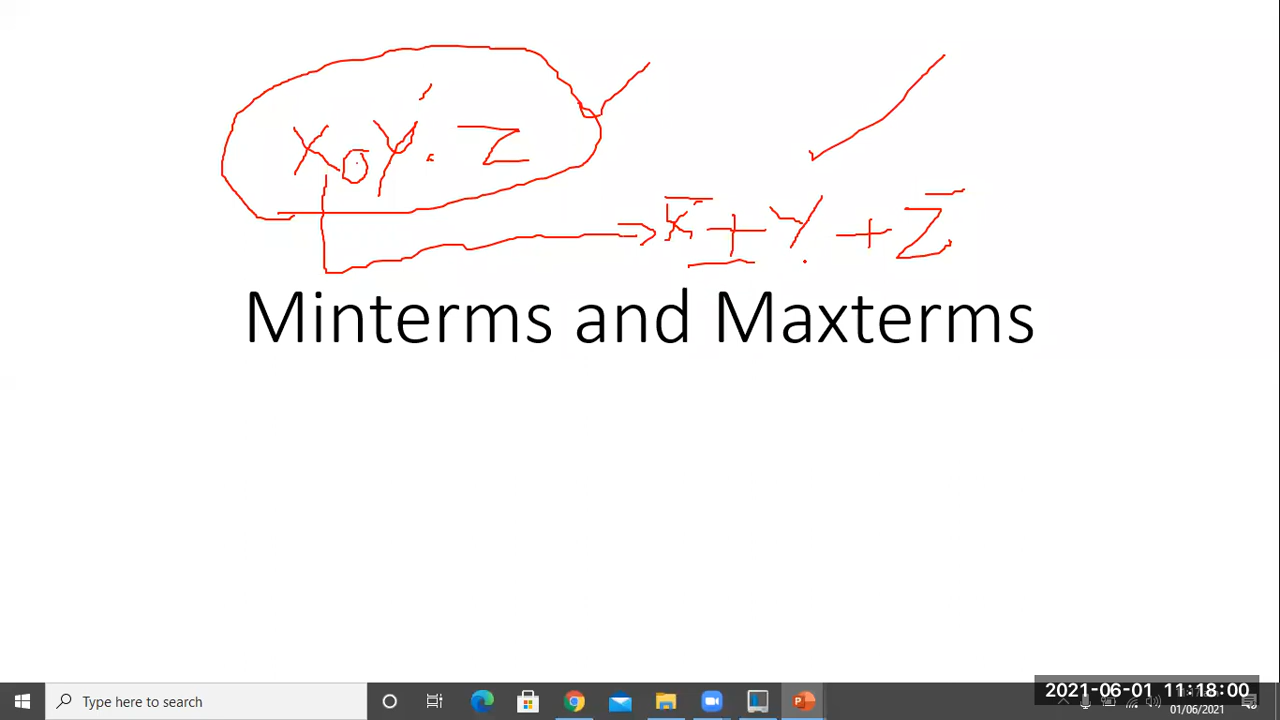 X.Y'.Z
X̅+Y+Z̅
Minterms and Maxterms
Type here to search
2021-06-01 11:18:00
01/06/2021